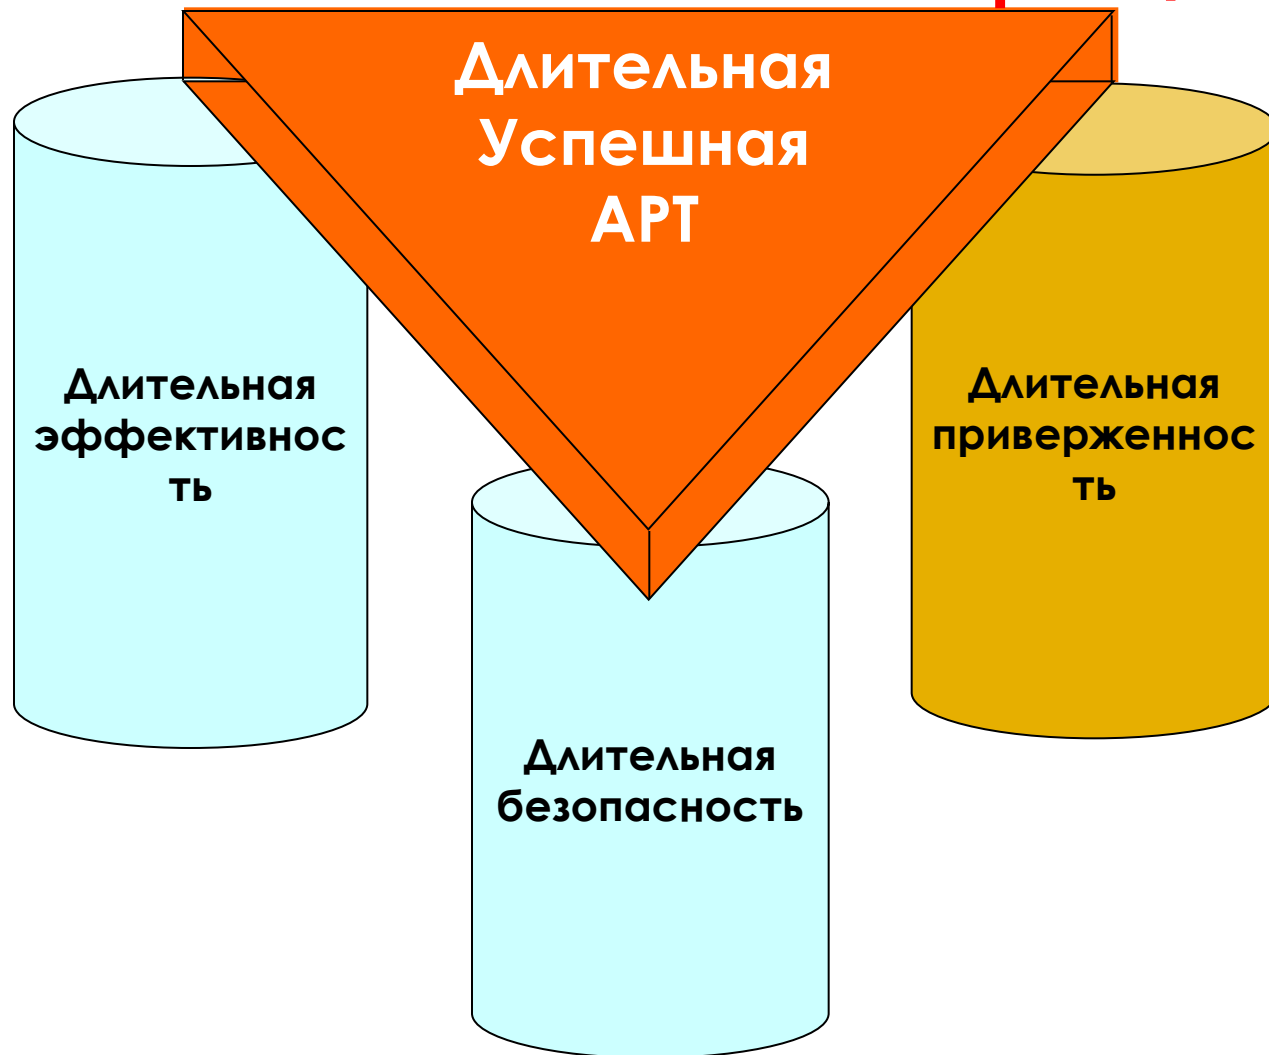 Длительная
Успешная
АРТ
Длительная
эффективнос
ть
Длительная
приверженнос
ть
Длительная
безопасность